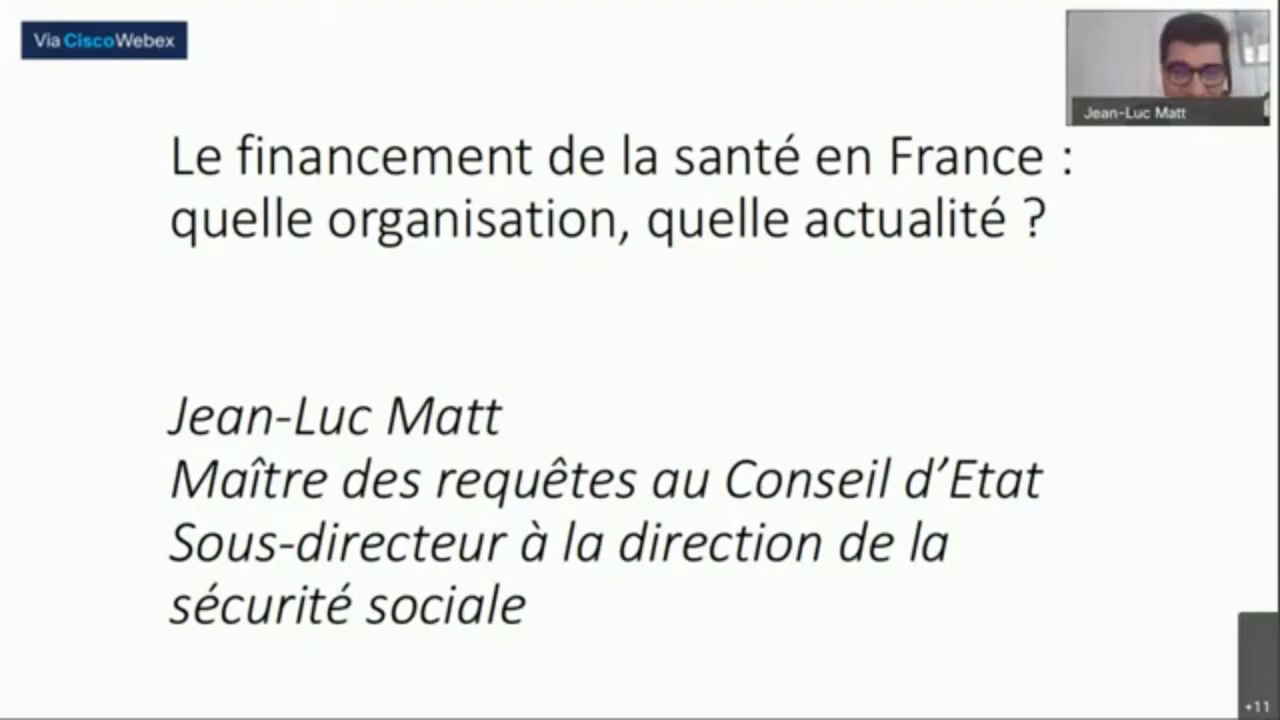 Via CiscoWebex
Jean-Luc Matt
Le financement de la santé en France :
quelle organisation, quelle actualité ?
Jean-Luc Matt
Maître des requêtes au Conseil d’Etat
Sous-directeur à la direction de la
sécurité sociale
+11